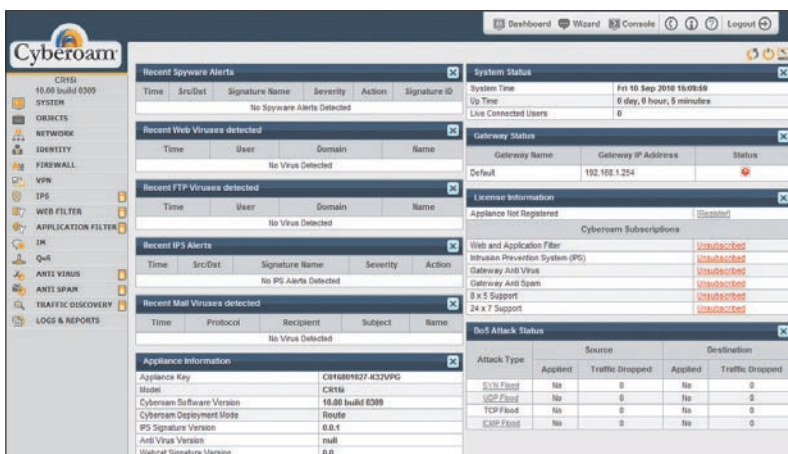 Dashboard Wizard Console Logout
Cyberoam
CR15i
10.00 build 0309
SYSTEM
OBJECTS
NETWORK
IDENTITY
FIREWALL
VPN
IPS
WEB FILTER
APPLICATION FILTER
IM
QoS
ANTI VIRUS
ANTI SPAM
TRAFFIC DISCOVERY
LOGS & REPORTS
Recent Spyware Alerts
Time Src/Dst Signature Name Severity Action Signature ID
No Spyware Alerts Detected
Recent Web Viruses detected
Time User Domain Name
No Virus Detected
Recent FTP Viruses detected
Time User Domain Name
No Virus Detected
Recent IPS Alerts
Time Src/Dst Signature Name Severity Action
No IPS Alerts Detected
Recent Mail Viruses detected
Time Protocol Recipient Subject Name
No Virus Detected
Appliance Information
Appliance Key
Model CR15i
Cyberoam Software Version 10.00 build 0309
Cyberoam Deployment Mode Route
IPS Signature Version 0.0.1
Anti Virus Version null
Webcat Signature Version 0.0
System Status
System Time Fri 10 Sep 2010 16:09:59
Up Time 0 day, 0 hour, 5 minutes
Live Connected Users 0
Gateway Status
Gateway Name Gateway IP Address Status
Default 192.168.1.254
License Information
Appliance Not Registered [Register]
Cyberoam Subscriptions
Web and Application Filter Unsubscribed
Intrusion Prevention System (IPS) Unsubscribed
Gateway Anti Virus Unsubscribed
Gateway Anti Spam Unsubscribed
8 x 5 Support Unsubscribed
24 x 7 Support Unsubscribed
DoS Attack Status
Attack Type Source Destination
Applied Traffic Dropped Applied Traffic Dropped
SYN Flood No 0 No 0
UDP Flood No 0 No 0
TCP Flood No 0 No 0
ICMP Flood No 0 No 0